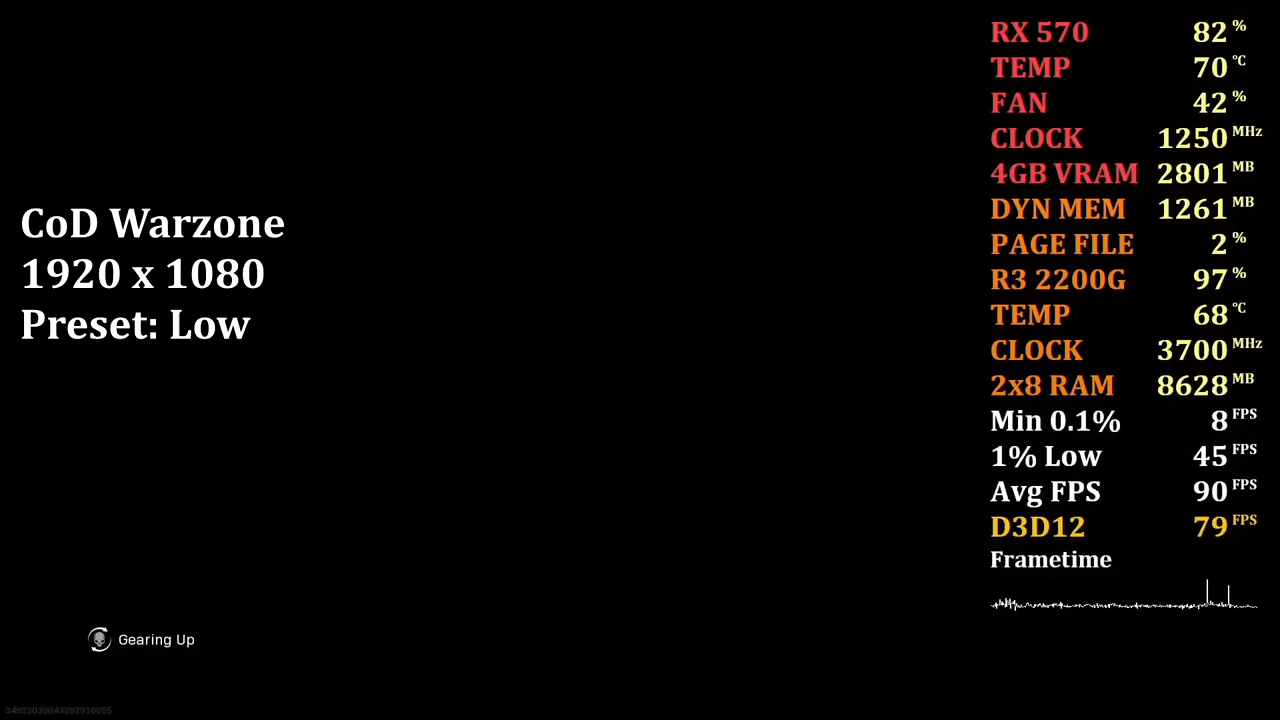 RX 570 82 %
TEMP 70 °C
FAN 42 %
CLOCK 1250 MHz
4GB VRAM 2801 MB
DYN MEM 1261 MB
PAGE FILE 2 %
R3 2200G 97 %
TEMP 68 °C
CLOCK 3700 MHz
2x8 RAM 8628 MB
Min 0.1% 8 FPS
1% Low 45 FPS
Avg FPS 90 FPS
D3D12 79 FPS
Frametime
CoD Warzone
1920 x 1080
Preset: Low
Gearing Up